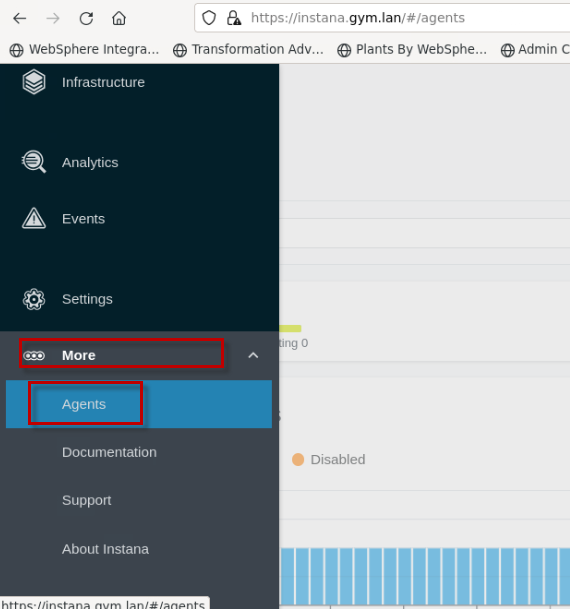 https://instana.gym.lan/#/agents
WebSphere Integra... Transformation Adv... Plants By WebSphe... Admin C
Infrastructure
Analytics
Events
Settings
ting 0
More
Agents
s
Documentation
Disabled
Support
About Instana
https://instana.gym.lan/#/agents